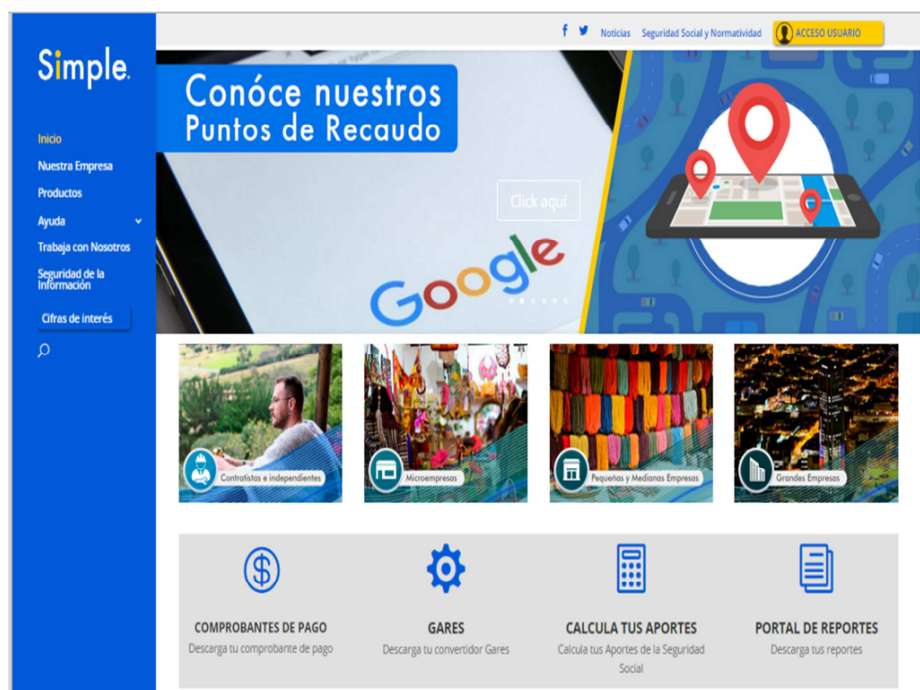 Simple.
Inicio
Nuestra Empresa
Productos
Ayuda
Trabaja con Nosotros
Seguridad de la
Información
Cifras de interés
Noticias Seguridad Social y Normatividad ACCESO USUARIO
Conóce nuestros
Puntos de Recaudo
Click aquí
Google
Contratistas e independientes
Microempresas
Pequeñas y Medianas Empresas
Grandes Empresas
COMPROBANTES DE PAGO
Descarga tu comprobante de pago
GARES
Descarga tu convertidor Gares
CALCULA TUS APORTES
Calcula tus Aportes de la Seguridad
Social
PORTAL DE REPORTES
Descarga tus reportes